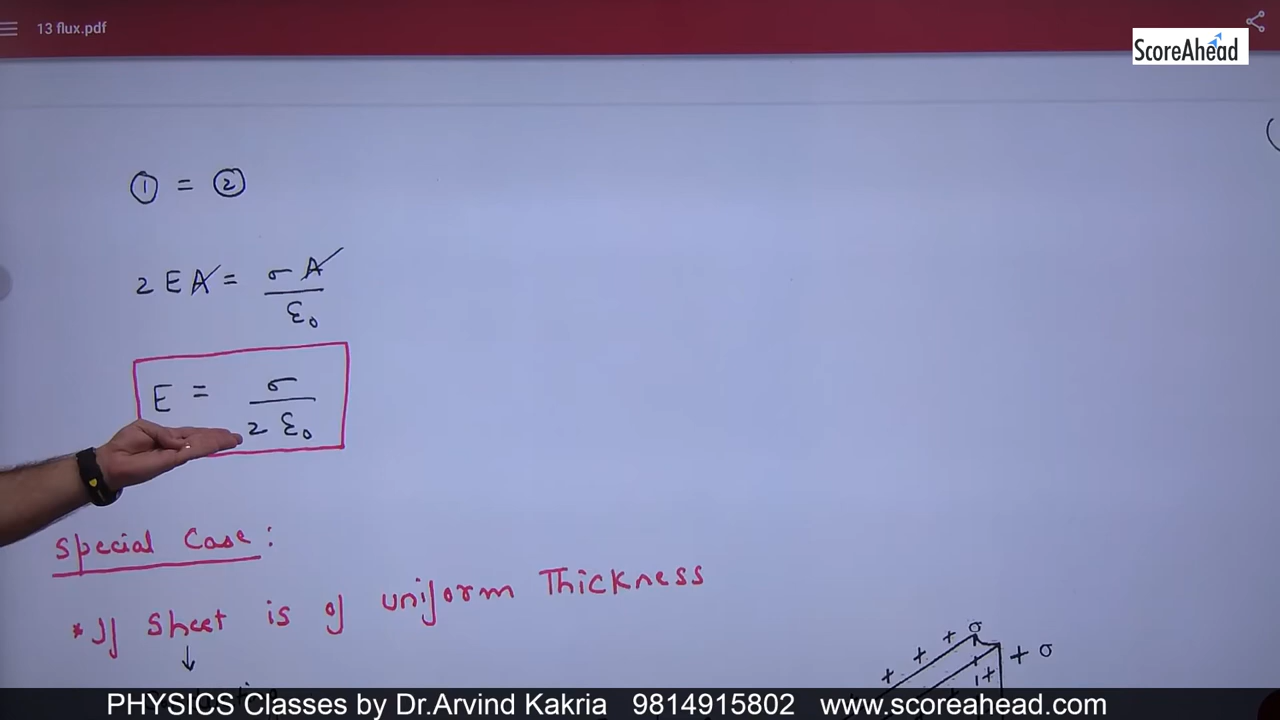 13 flux.pdf
ScoreAhead
① = ②
2 E A = σ A / ε₀
E = σ / 2 ε₀
Special Case :
* If Sheet is of uniform Thickness
+ + + σ
+ σ
+
PHYSICS Classes by Dr.Arvind Kakria 9814915802 www.scoreahead.com